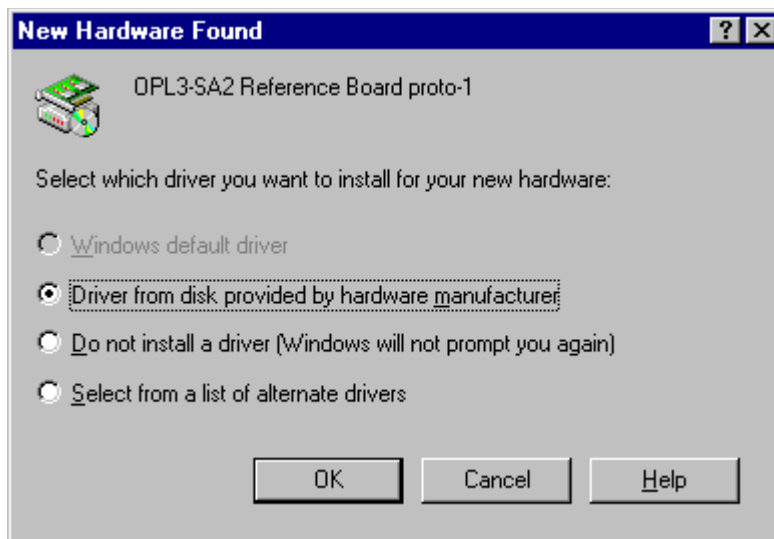 New Hardware Found
OPL3-SA2 Reference Board proto-1
Select which driver you want to install for your new hardware:
Windows default driver
Driver from disk provided by hardware manufacturer
Do not install a driver (Windows will not prompt you again)
Select from a list of alternate drivers
OK Cancel Help